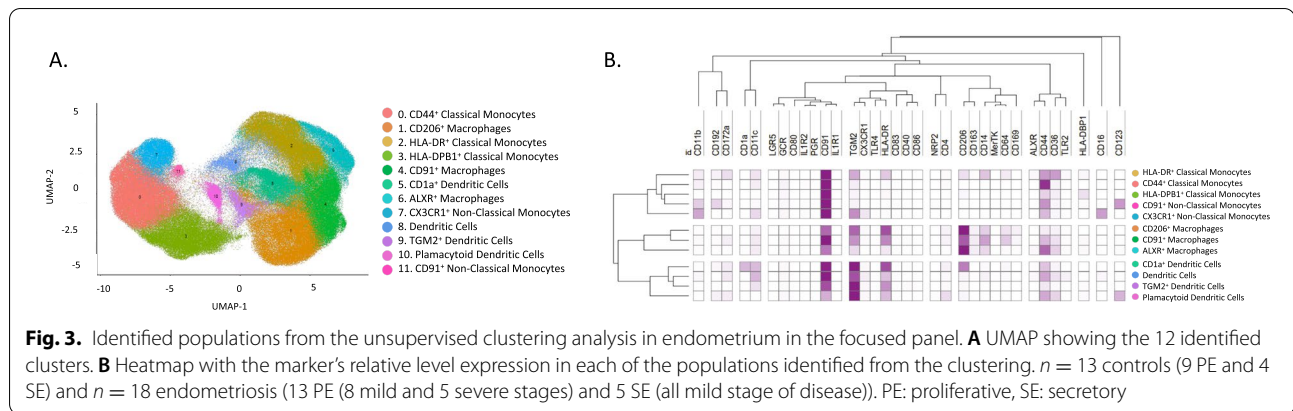 A.
5
2.5
0
-2.5
-5
UMAP-2
-10
-5
0
5
UMAP-1
0. CD44+ Classical Monocytes
1. CD206+ Macrophages
2. HLA-DR+ Classical Monocytes
3. HLA-DPB1+ Classical Monocytes
4. CD91+ Macrophages
5. CD1a+ Dendritic Cells
6. ALXR+ Macrophages
7. CX3CR1+ Non-Classical Monocytes
8. Dendritic Cells
9. TGM2+ Dendritic Cells
10. Plamacytoid Dendritic Cells
11. CD91+ Non-Classical Monocytes
B.
CD11b
CD192
CD172a
CD1a
CD11c
LGR5
GCR
CD80
IL1R2
PGR
CD91
IL1R1
TGM2
CX3CR1
TLR4
HLA-DR
CD83
CD40
CD86
NRP2
CD4
CD206
CD163
CD14
MerTK
CD64
CD169
ALXR
CD44
CD36
TLR2
HLA-DBP1
CD16
CD123
HLA-DR+ Classical Monocytes
CD44+ Classical Monocytes
HLA-DPB1+ Classical Monocytes
CD91+ Non-Classical Monocytes
CX3CR1+ Non-Classical Monocytes
CD206+ Macrophages
CD91+ Macrophages
ALXR+ Macrophages
CD1a+ Dendritic Cells
Dendritic Cells
TGM2+ Dendritic Cells
Plamacytoid Dendritic Cells
Fig. 3. Identified populations from the unsupervised clustering analysis in endometrium in the focused panel. A UMAP showing the 12 identified
clusters. B Heatmap with the marker's relative level expression in each of the populations identified from the clustering. n = 13 controls (9 PE and 4
SE) and n = 18 endometriosis (13 PE (8 mild and 5 severe stages) and 5 SE (all mild stage of disease)). PE: proliferative, SE: secretory